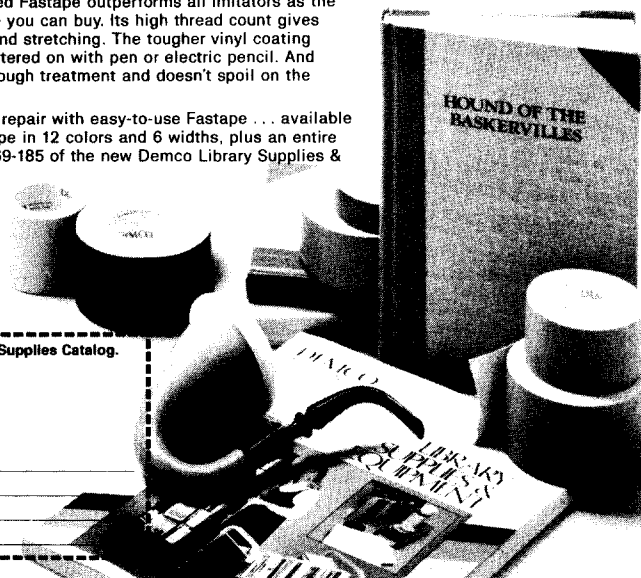 ed Fastape outperforms all imitators as the
you can buy. Its high thread count gives
nd stretching. The tougher vinyl coating
tered on with pen or electric pencil. And
ough treatment and doesn't spoil on the
repair with easy-to-use Fastape . . . available
pe in 12 colors and 6 widths, plus an entire
69-185 of the new Demco Library Supplies &
HOUND OF THE
BASKERVILLES
DEMCO
Supplies Catalog.
DEMCO
LIBRARY
SUPPLIES &
EQUIPMENT